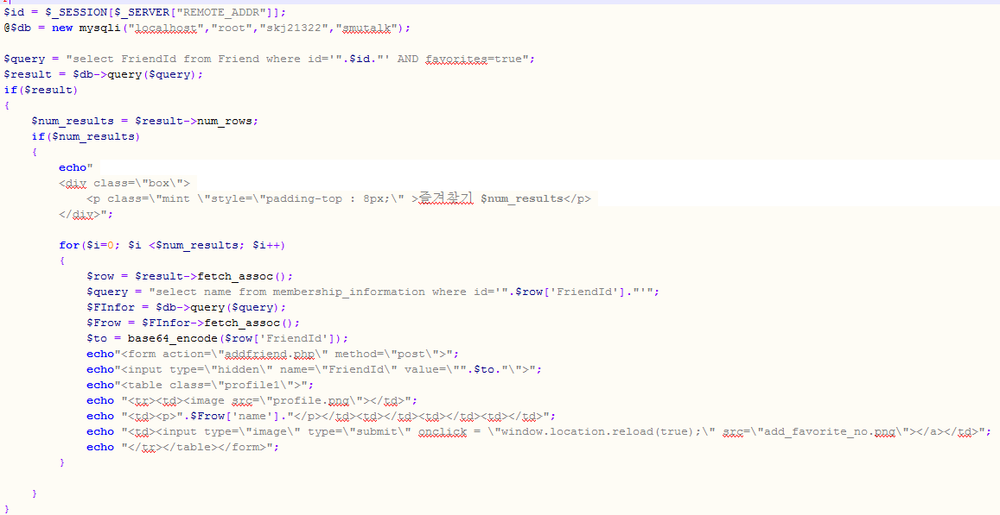 $id = $_SESSION[$_SERVER["REMOTE_ADDR"]];
@$db = new mysqli("localhost","root","skj21322","smutalk");
$query = "select FriendId from Friend where id='".$id."' AND favorites=true";
$result = $db->query($query);
if($result)
{
$num_results = $result->num_rows;
if($num_results)
{
echo"
<div class=\"box\">
<p class=\"mint \"style=\"padding-top : 8px;\" >즐겨찾기 $num_results</p>
</div>";
for($i=0; $i <$num_results; $i++)
{
$row = $result->fetch_assoc();
$query = "select name from membership_information where id='".$row['FriendId']."'";
$FInfor = $db->query($query);
$Frow = $FInfor->fetch_assoc();
$to = base64_encode($row['FriendId']);
echo"<form action=\"addfriend.php\" method=\"post\">";
echo"<input type=\"hidden\" name=\"FriendId\" value=\"".$to."\">";
echo"<table class=\"profile1\">";
echo "<tr><td><image src=\"profile.png\"></td>";
echo "<td><p>".$Frow['name']."</p></td><td></td><td></td><td></td>";
echo "<td><input type=\"image\" type=\"submit\" onclick = \"window.location.reload(true);\" src=\"add_favorite_no.png\"></a></td>";
echo "</tr></table></form>";
}
}
}